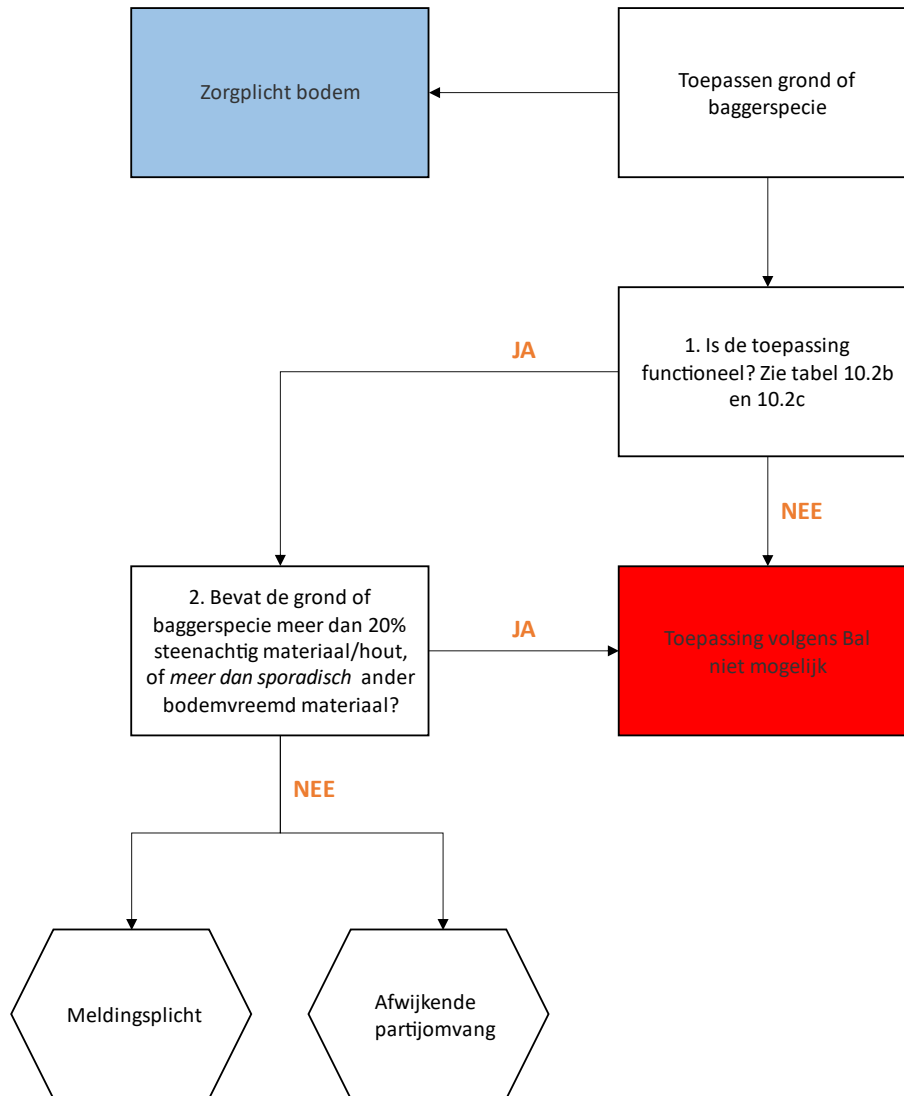 Zorgplicht bodem
Toepassen grond of
baggerspecie
1. Is de toepassing
functioneel? Zie tabel 10.2b
en 10.2c
JA
NEE
2. Bevat de grond of
baggerspecie meer dan 20%
steenachtig materiaal/hout,
of meer dan sporadisch ander
bodemvreemd materiaal?
JA
Toepassing volgens Bal
niet mogelijk
NEE
Meldingsplicht
Afwijkende
partijomvang